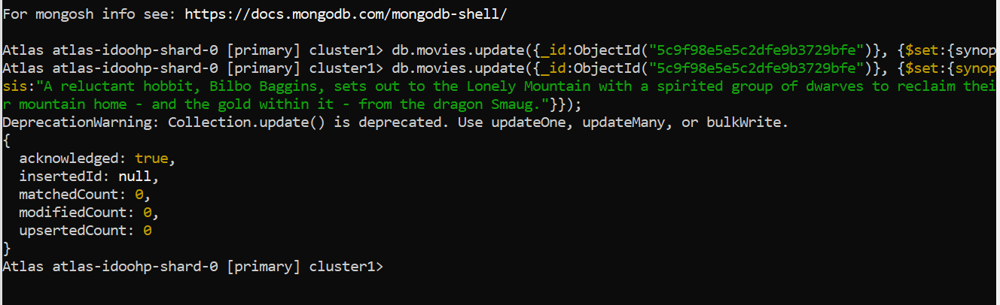 For mongosh info see: https://docs.mongodb.com/mongodb-shell/
Atlas atlas-idoohp-shard-0 [primary] cluster1> db.movies.update({_id:ObjectId("5c9f98e5e5c2dfe9b3729bfe")}, {$set:{synop
Atlas atlas-idoohp-shard-0 [primary] cluster1> db.movies.update({_id:ObjectId("5c9f98e5e5c2dfe9b3729bfe")}, {$set:{synop
sis:"A reluctant hobbit, Bilbo Baggins, sets out to the Lonely Mountain with a spirited group of dwarves to reclaim thei
r mountain home - and the gold within it - from the dragon Smaug."}});
DeprecationWarning: Collection.update() is deprecated. Use updateOne, updateMany, or bulkWrite.
{
  acknowledged: true,
  insertedId: null,
  matchedCount: 0,
  modifiedCount: 0,
  upsertedCount: 0
}
Atlas atlas-idoohp-shard-0 [primary] cluster1>